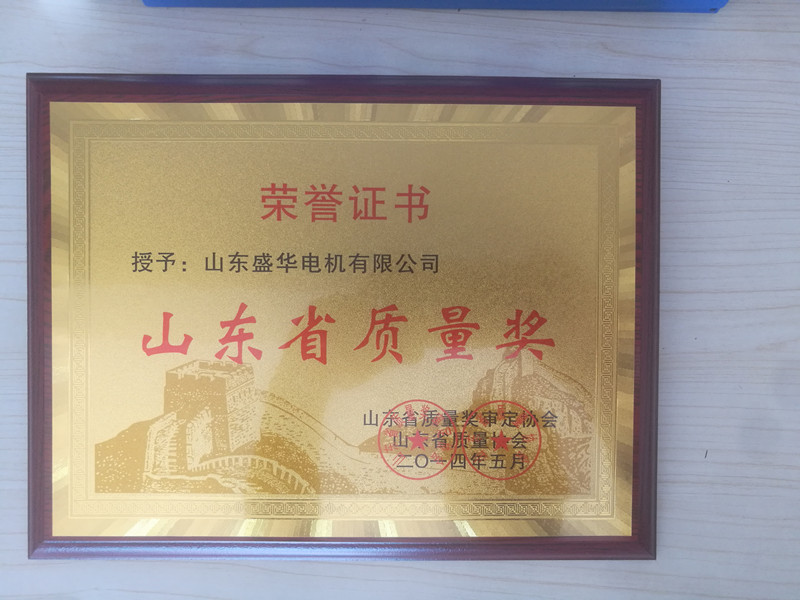 荣誉证书
授予：山东盛华电机有限公司
山东省质量奖
山东省质量奖审定协会
山东省质量协会
二〇一四年五月